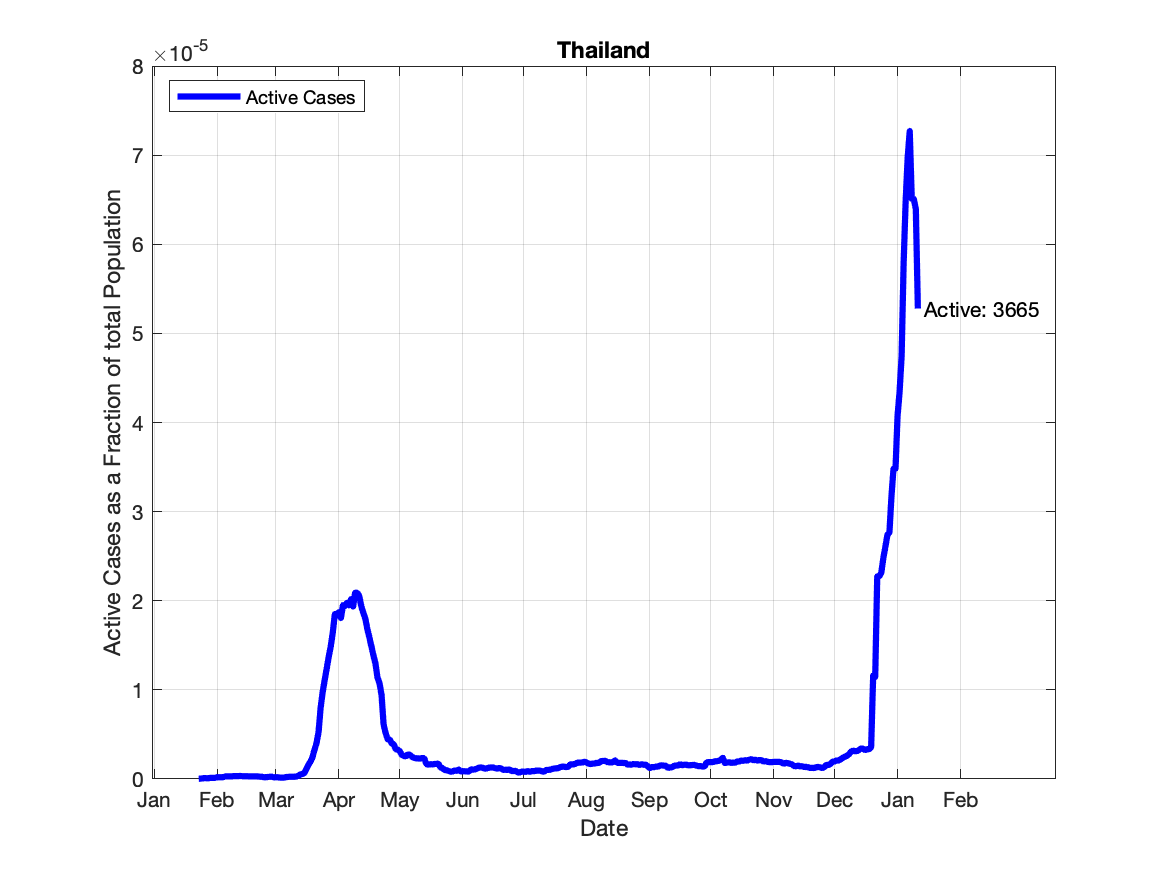 ×10-5
Thailand
Active Cases
8
7
6
5
4
3
2
1
0
Active Cases as a Fraction of total Population
Active: 3665
Jan Feb Mar Apr May Jun Jul Aug Sep Oct Nov Dec Jan Feb
Date